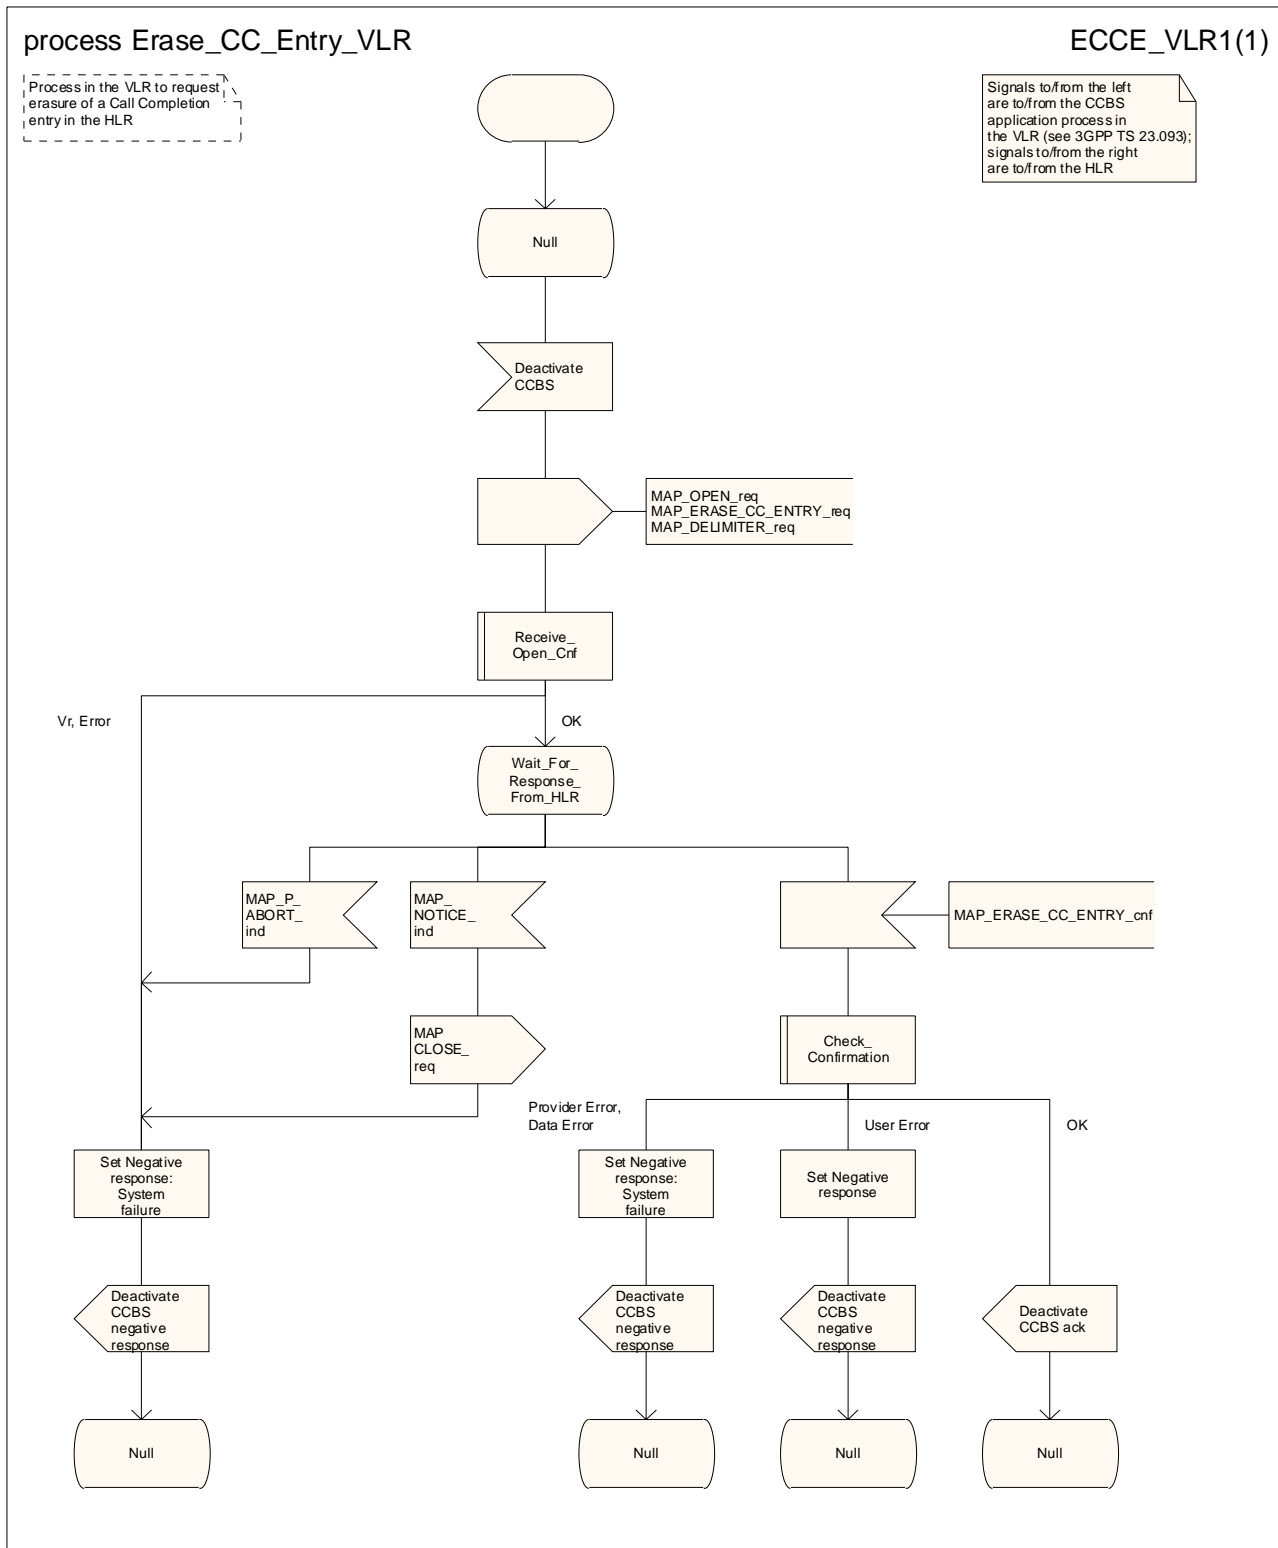 process Erase_CC_Entry_VLR
ECCE_VLR1(1)
Process in the VLR to request
erasure of a Call Completion
entry in the HLR
Signals to/from the left
are to/from the CCBS
application process in
the VLR (see 3GPP TS 23.093);
signals to/from the right
are to/from the HLR
Null
Deactivate
CCBS
MAP_OPEN_req
MAP_ERASE_CC_ENTRY_req
MAP_DELIMITER_req
Receive_
Open_Cnf
Vr, Error
OK
Wait_For_
Response_
From_HLR
MAP_P_
ABORT_
ind
MAP_
NOTICE_
ind
MAP_ERASE_CC_ENTRY_cnf
MAP
CLOSE_
req
Check_
Confirmation
Provider Error,
Data Error
User Error
OK
Set Negative
response:
System
failure
Set Negative
response:
System
failure
Set Negative
response
Deactivate
CCBS
negative
response
Deactivate
CCBS
negative
response
Deactivate
CCBS
negative
response
Deactivate
CCBS ack
Null
Null
Null
Null